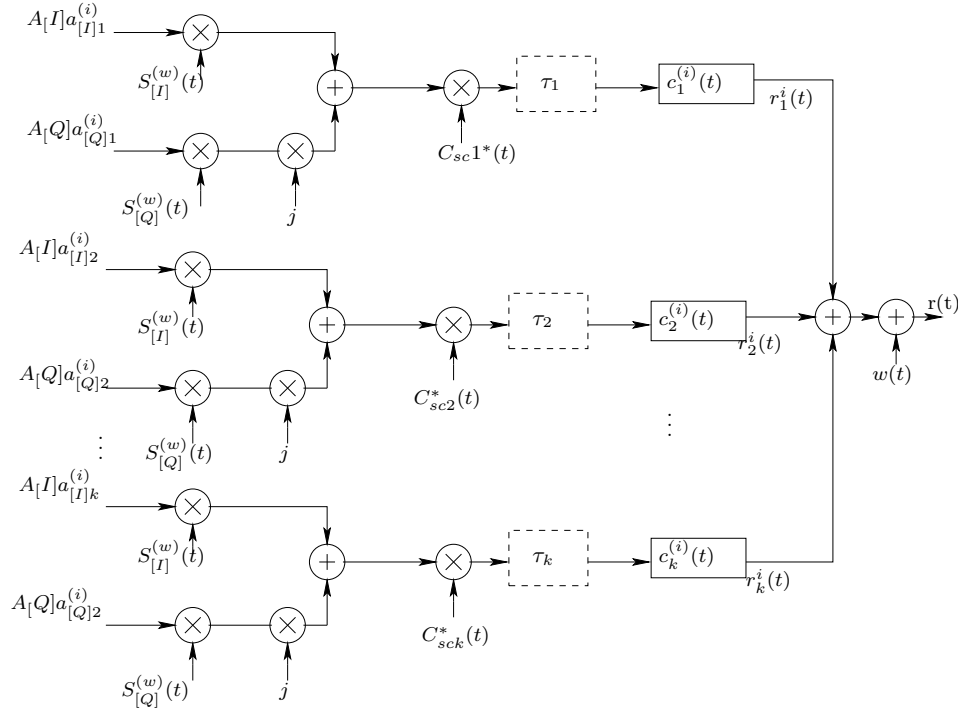 A_[I]a^{(i)}_{[I]1}
S^{(w)}_{[I]}(t)
τ_1
c^{(i)}_1(t)
r^i_1(t)
A_[Q]a^{(i)}_{[Q]1}
C_{sc}1^*(t)
S^{(w)}_{[Q]}(t)
j
A_[I]a^{(i)}_{[I]2}
S^{(w)}_{[I]}(t)
τ_2
c^{(i)}_2(t)
r^i_2(t)
r(t)
w(t)
A_[Q]a^{(i)}_{[Q]2}
C^*_{sc2}(t)
S^{(w)}_{[Q]}(t)
j
⋮
⋮
A_[I]a^{(i)}_{[I]k}
S^{(w)}_{[I]}(t)
τ_k
c^{(i)}_k(t)
r^i_k(t)
A_[Q]a^{(i)}_{[Q]2}
C^*_{sck}(t)
S^{(w)}_{[Q]}(t)
j